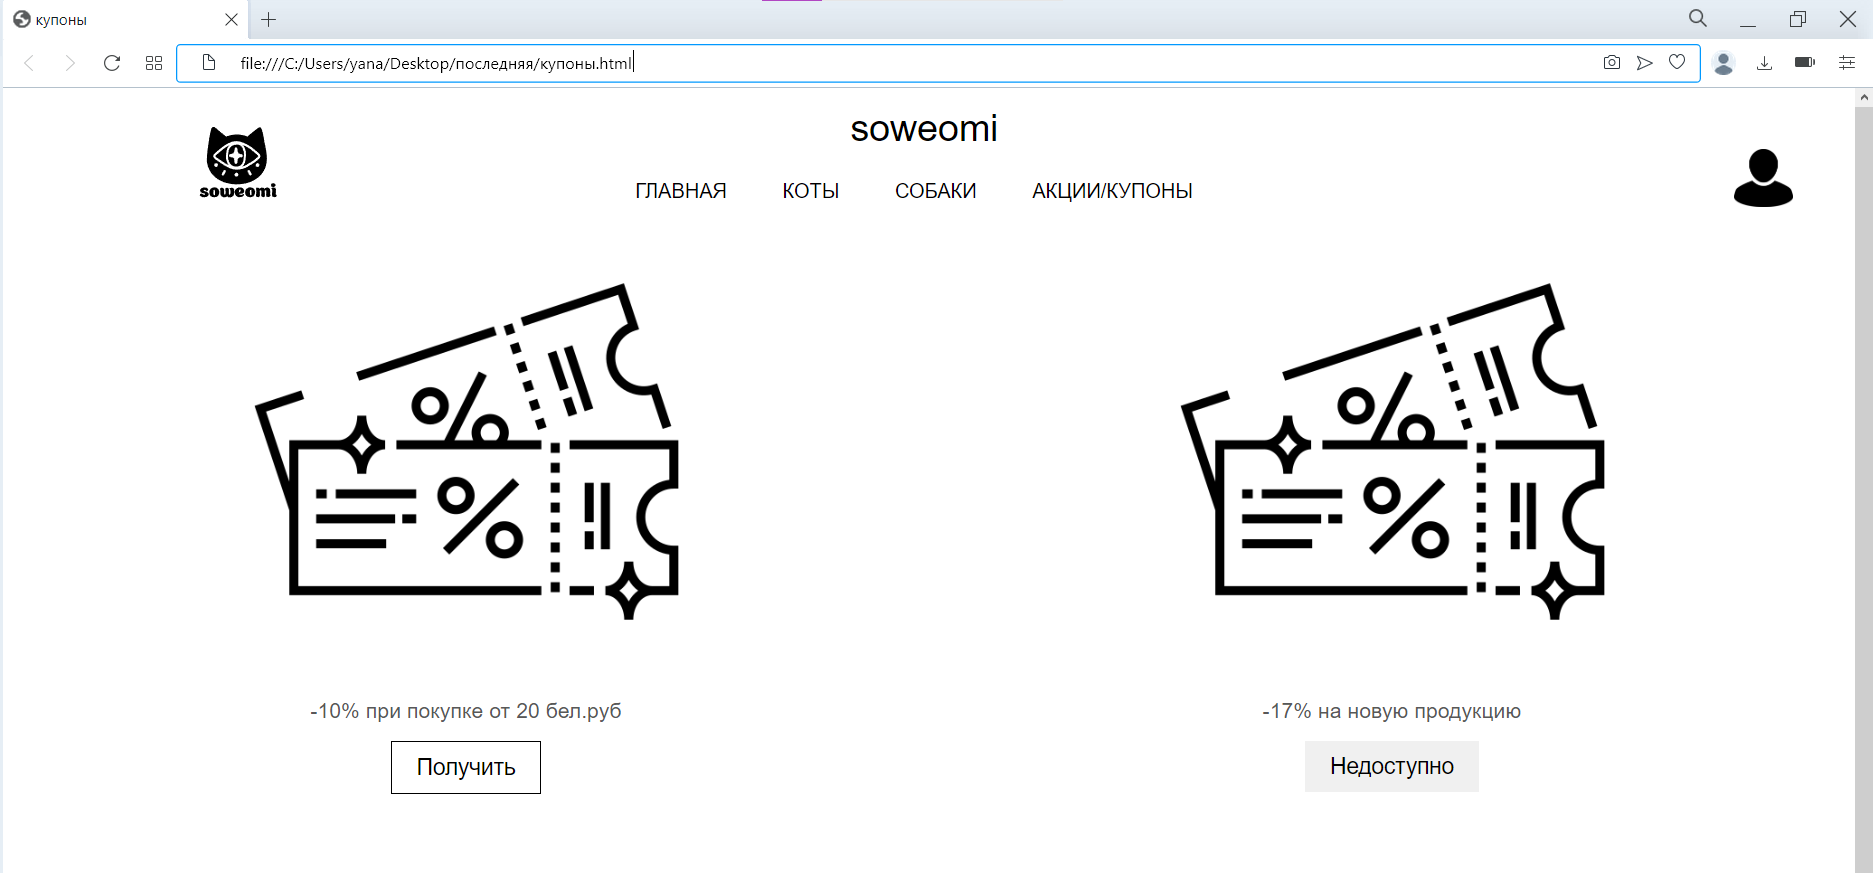 купоны
file:///C:/Users/yana/Desktop/последняя/купоны.html
soweomi
soweomi
ГЛАВНАЯ КОТЫ СОБАКИ АКЦИИ/КУПОНЫ
%
%
%
%
-10% при покупке от 20 бел.руб
-17% на новую продукцию
Получить
Недоступно